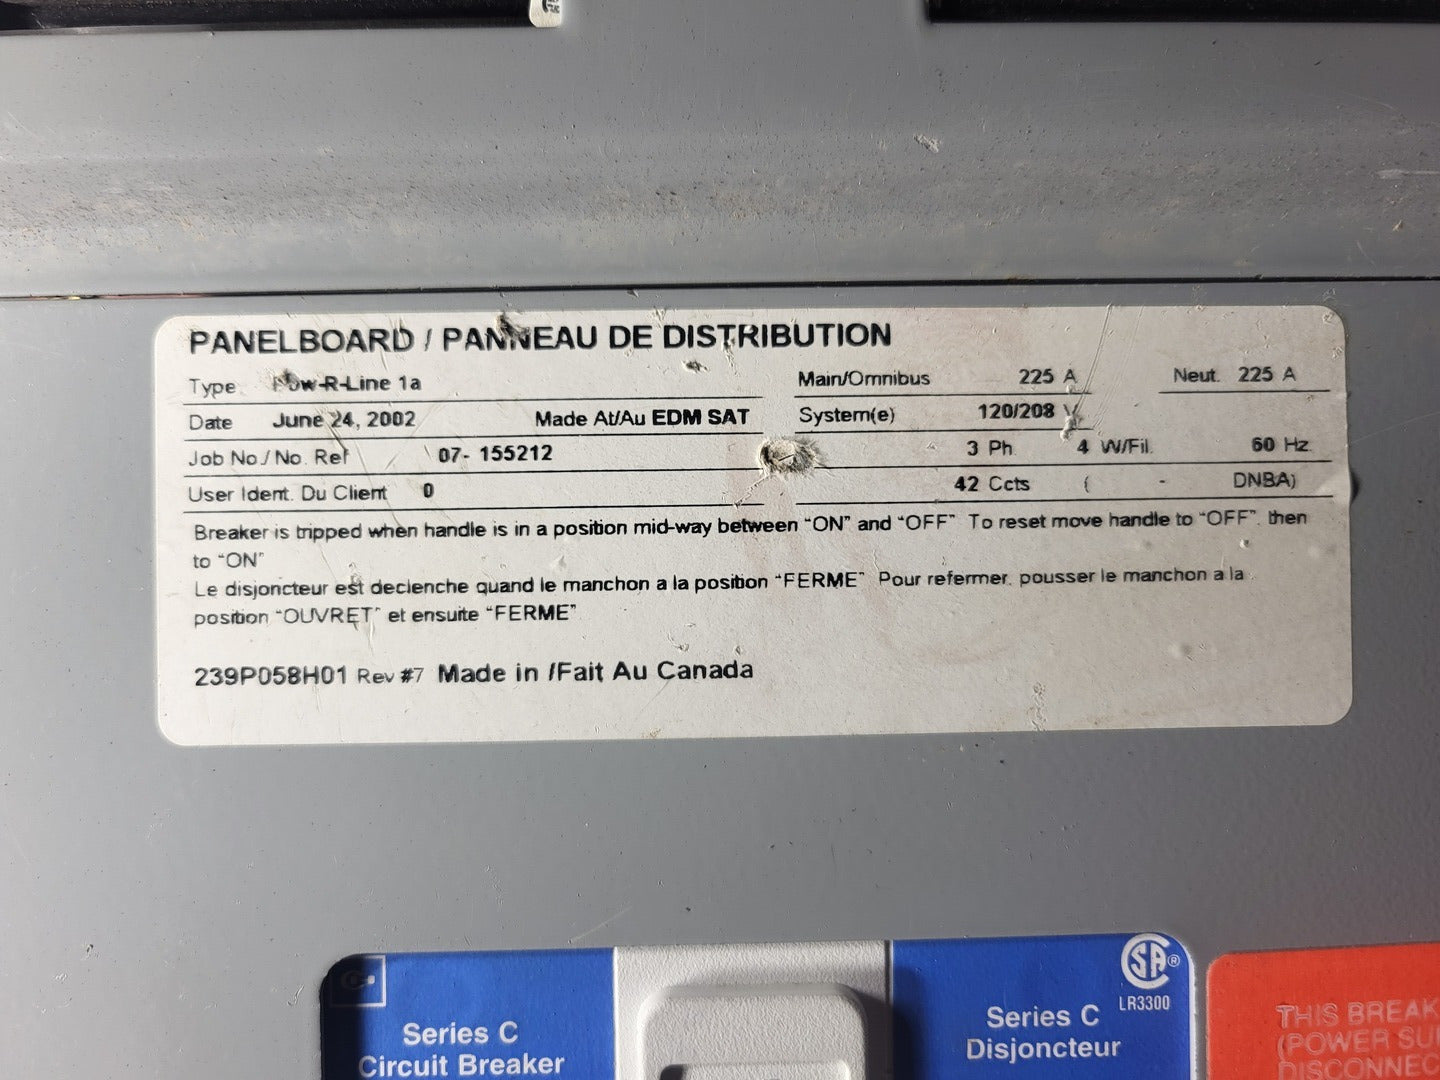 PANELBOARD / PANNEAU DE DISTRIBUTION
Type Pow-R-Line 1a Main/Omnibus 225 A Neut. 225 A
Date June 24, 2002 Made At/Au EDM SAT System(e) 120/208 V
Job No./ No. Ref 07- 155212 3 Ph 4 W/Fil. 60 Hz.
User Ident. Du Client 0 42 Ccts ( - DNBA)
Breaker is tripped when handle is in a position mid-way between “ON” and “OFF” To reset move handle to “OFF”. then
to “ON”
Le disjoncteur est declenche quand le manchon a la position “FERME” Pour refermer. pousser le manchon a la
position “OUVRET” et ensuite “FERME”
239P058H01 Rev #7 Made in /Fait Au Canada
Series C
Circuit Breaker
Series C
Disjoncteur
SA®
LR3300
THIS BREAK
(POWER SU
DISCONNEC